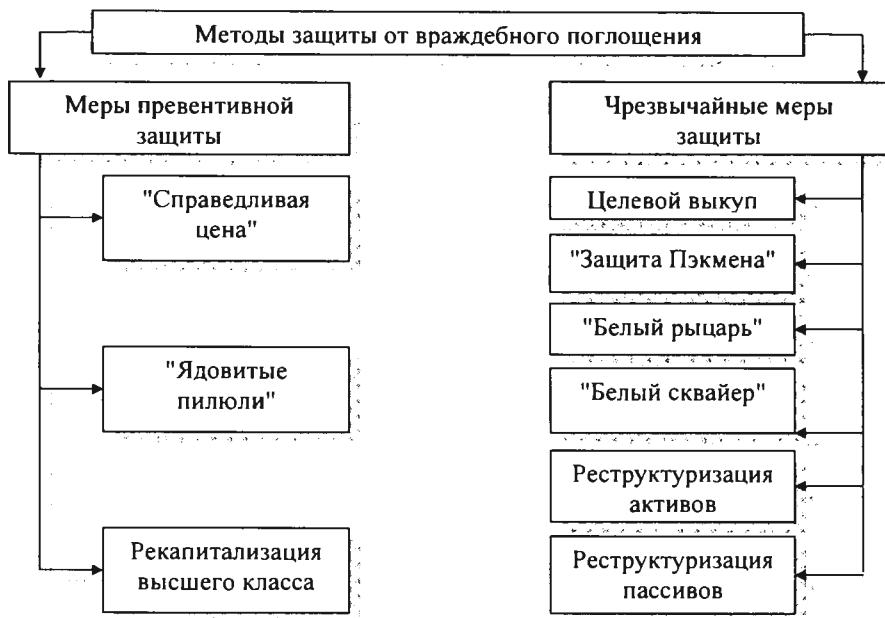 Методы защиты от враждебного поглощения
Меры превентивной
защиты
"Справедливая
цена"
"Ядовитые
пилюли"
Рекапитализация
высшего класса
Чрезвычайные меры
защиты
Целевой выкуп
"Защита Пэкмена"
"Белый рыцарь"
"Белый сквайер"
Реструктуризация
активов
Реструктуризация
пассивов